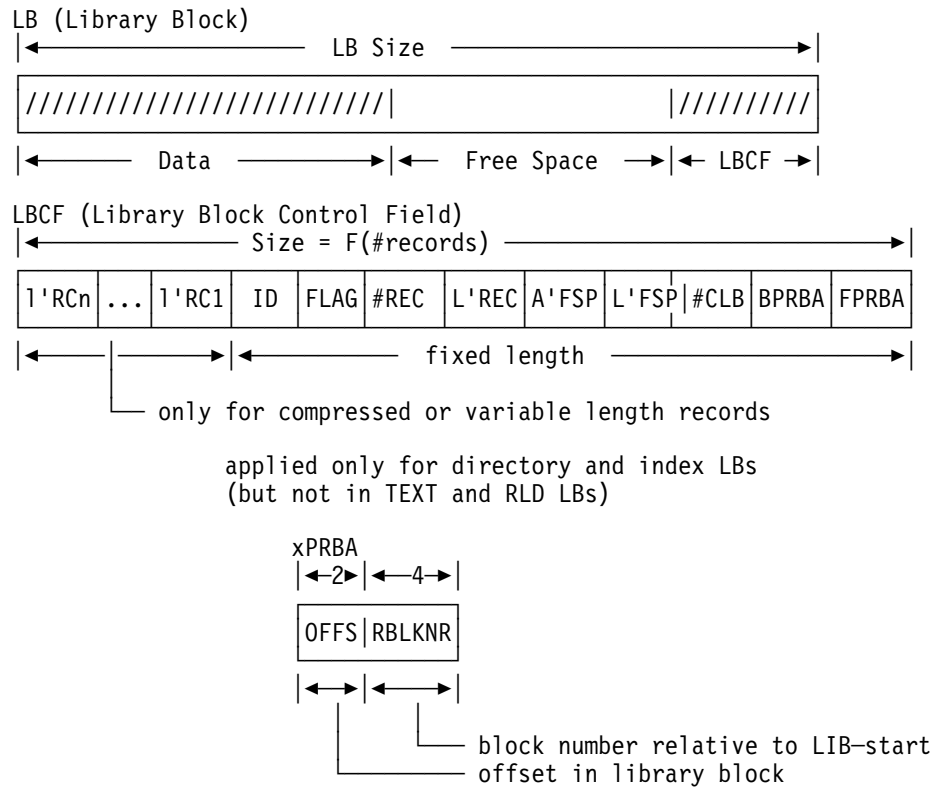 LB (Library Block)
LB Size
///////////////////////////| |//////////
Data Free Space LBCF
LBCF (Library Block Control Field)
Size = F(#records)
l'RCn ... l'RC1 ID FLAG #REC L'REC A'FSP L'FSP #CLB BPRBA FPRBA
fixed length
only for compressed or variable length records
applied only for directory and index LBs
(but not in TEXT and RLD LBs)
xPRBA
2 4
OFFS RBLKNR
block number relative to LIB—start
offset in library block